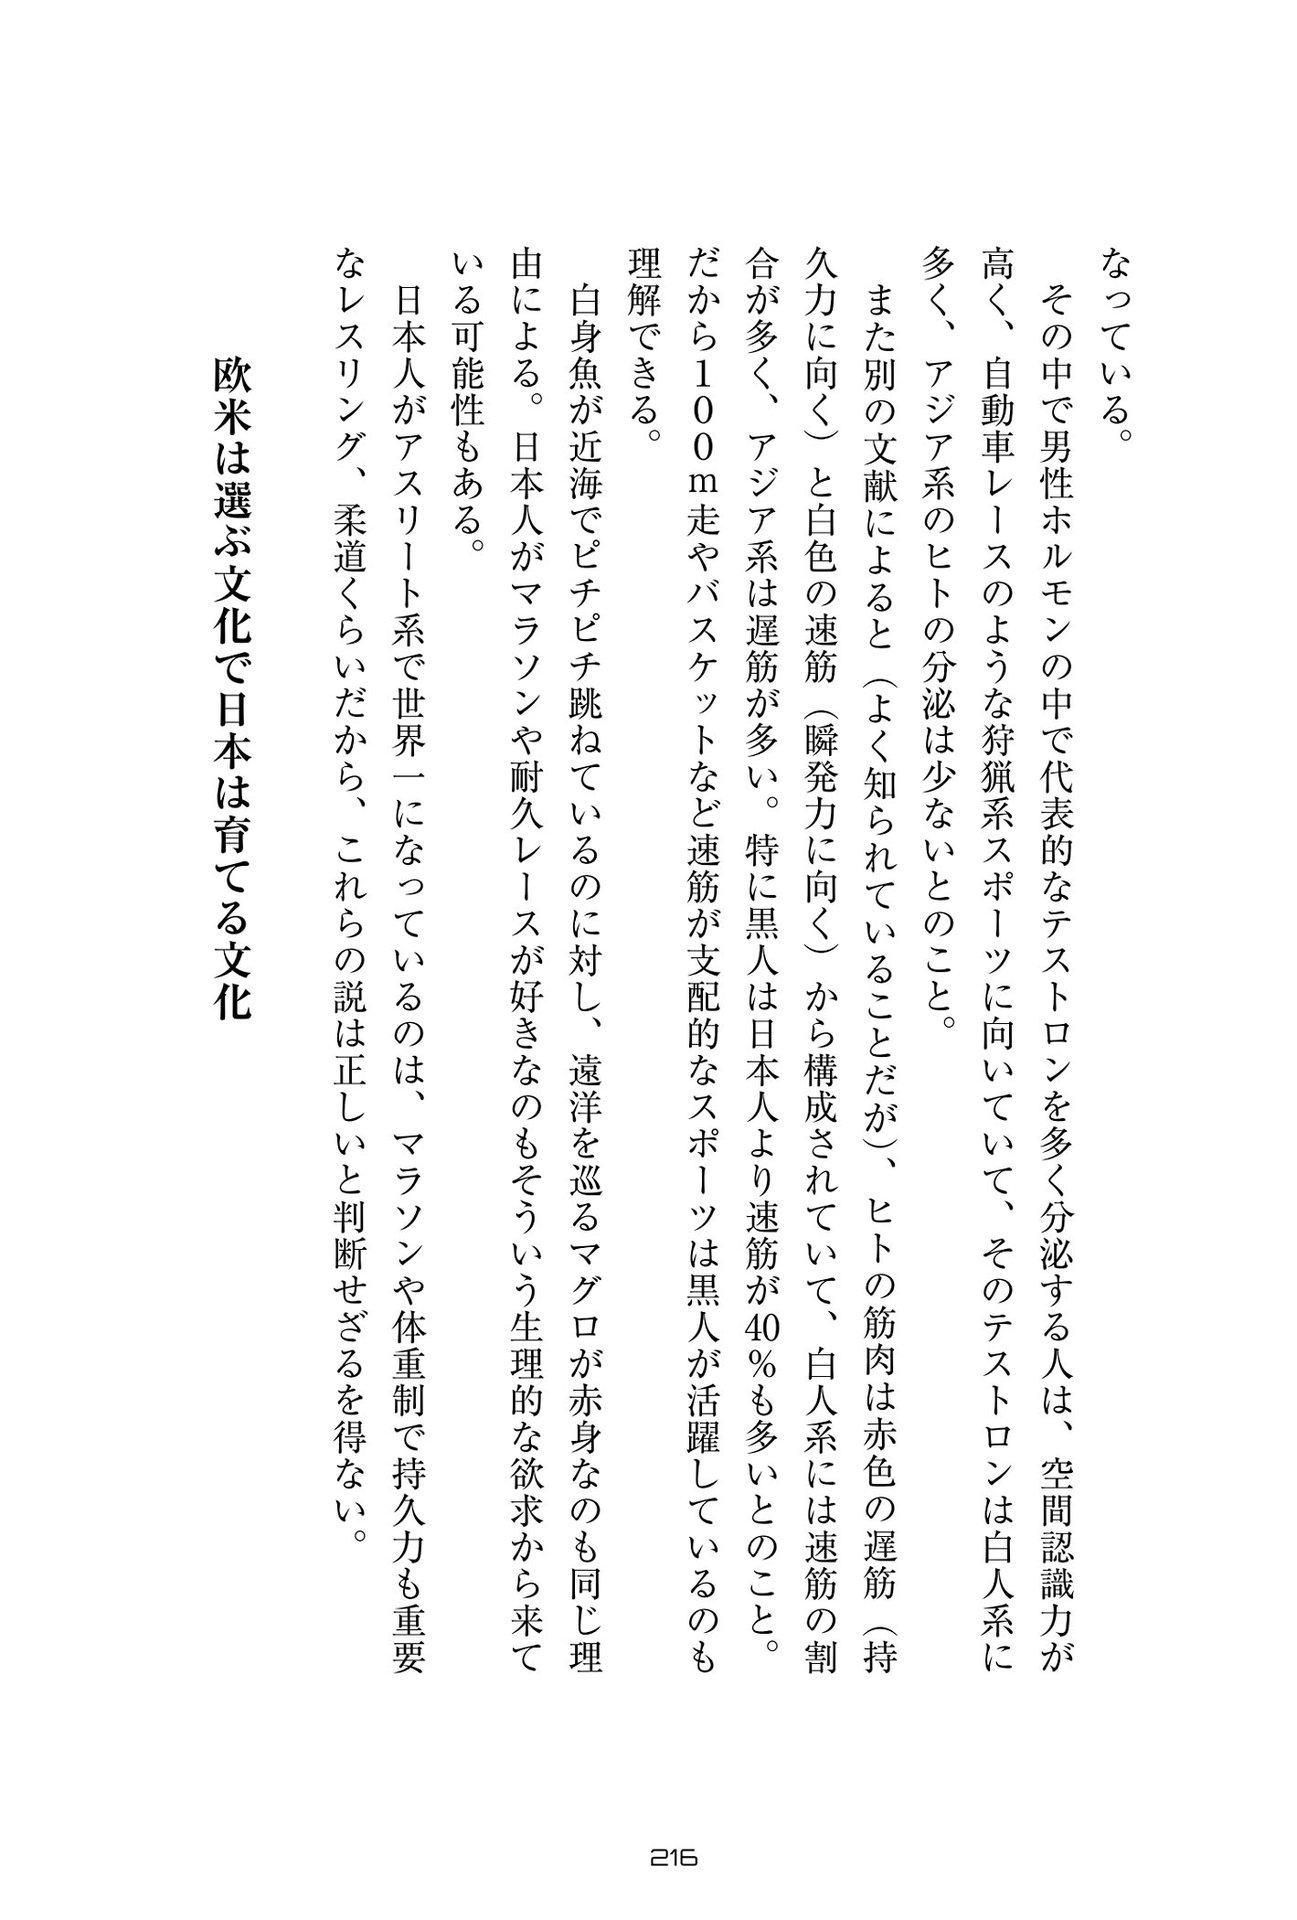 なっている。
その中で男性ホルモンの中で代表的なテストロンを多く分泌する人は、空間認識力が
高く、自動車レースのような狩猟系スポーツに向いていて、そのテストロンは白人系に
多く、アジア系のヒトの分泌は少ないとのこと。
また別の文献によると（よく知られていることだが）、ヒトの筋肉は赤色の遅筋（持
久力に向く）と白色の速筋（瞬発力に向く）から構成されていて、白人系には速筋の割
合が多く、アジア系は遅筋が多い。特に黒人は日本人より速筋が40％も多いとのこと。
だから１００ｍ走やバスケットなど速筋が支配的なスポーツは黒人が活躍しているのも
理解できる。
白身魚が近海でピチピチ跳ねているのに対し、遠洋を巡るマグロが赤身なのも同じ理
由による。日本人がマラソンや耐久レースが好きなのもそういう生理的な欲求から来て
いる可能性もある。
日本人がアスリート系で世界一になっているのは、マラソンや体重制で持久力も重要
なレスリング、柔道くらいだから、これらの説は正しいと判断せざるを得ない。
欧米は選ぶ文化で日本は育てる文化
216